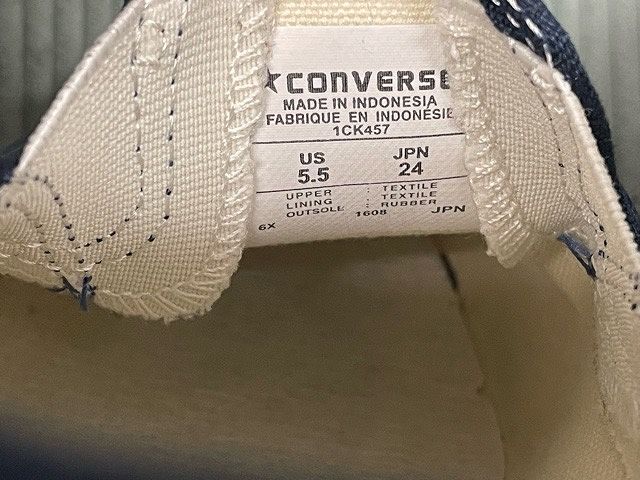 ★CONVERSE
MADE IN INDONESIA
FABRIQUE EN INDONÉSIE
1CK457
US JPN
5.5 24
UPPER : TEXTILE
LINING : TEXTILE
OUTSOLE : RUBBER
6X 1608 JPN